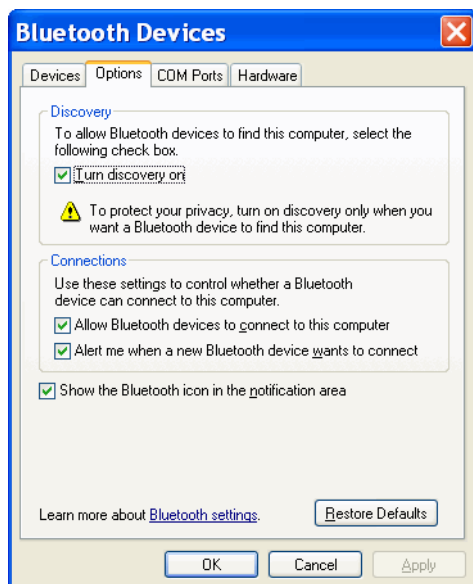 Bluetooth Devices
Devices Options COM Ports Hardware
Discovery
To allow Bluetooth devices to find this computer, select the
following check box.
Turn discovery on
To protect your privacy, turn on discovery only when you
want a Bluetooth device to find this computer.
Connections
Use these settings to control whether a Bluetooth
device can connect to this computer.
Allow Bluetooth devices to connect to this computer
Alert me when a new Bluetooth device wants to connect
Show the Bluetooth icon in the notification area
Learn more about Bluetooth settings.
Restore Defaults
OK Cancel Apply